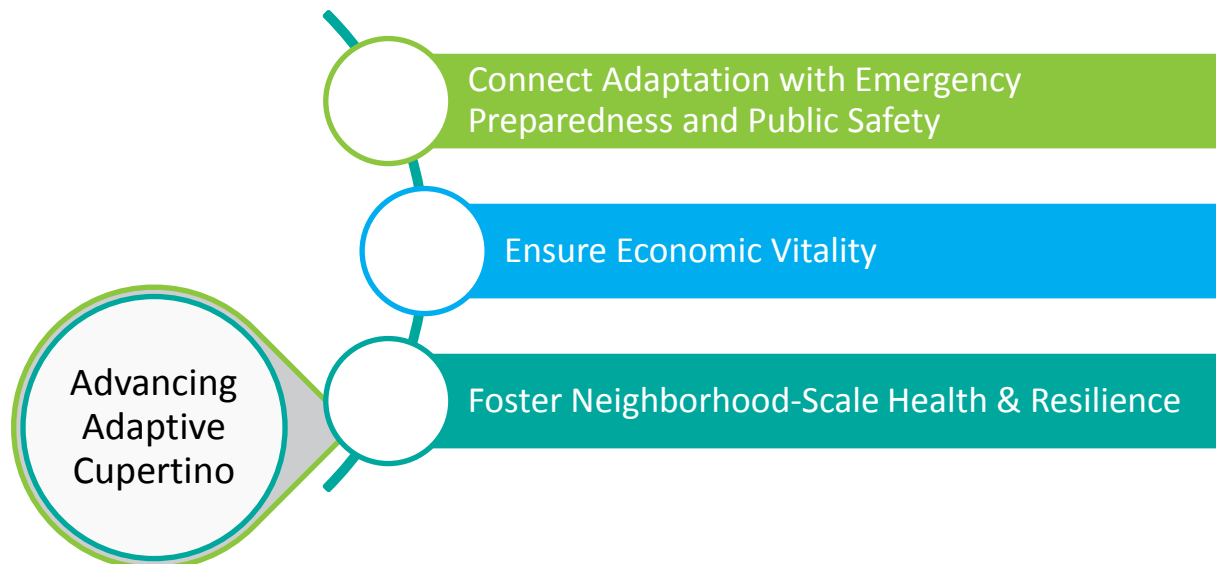 Connect Adaptation with Emergency
Preparedness and Public Safety
Ensure Economic Vitality
Foster Neighborhood-Scale Health & Resilience
Advancing
Adaptive
Cupertino